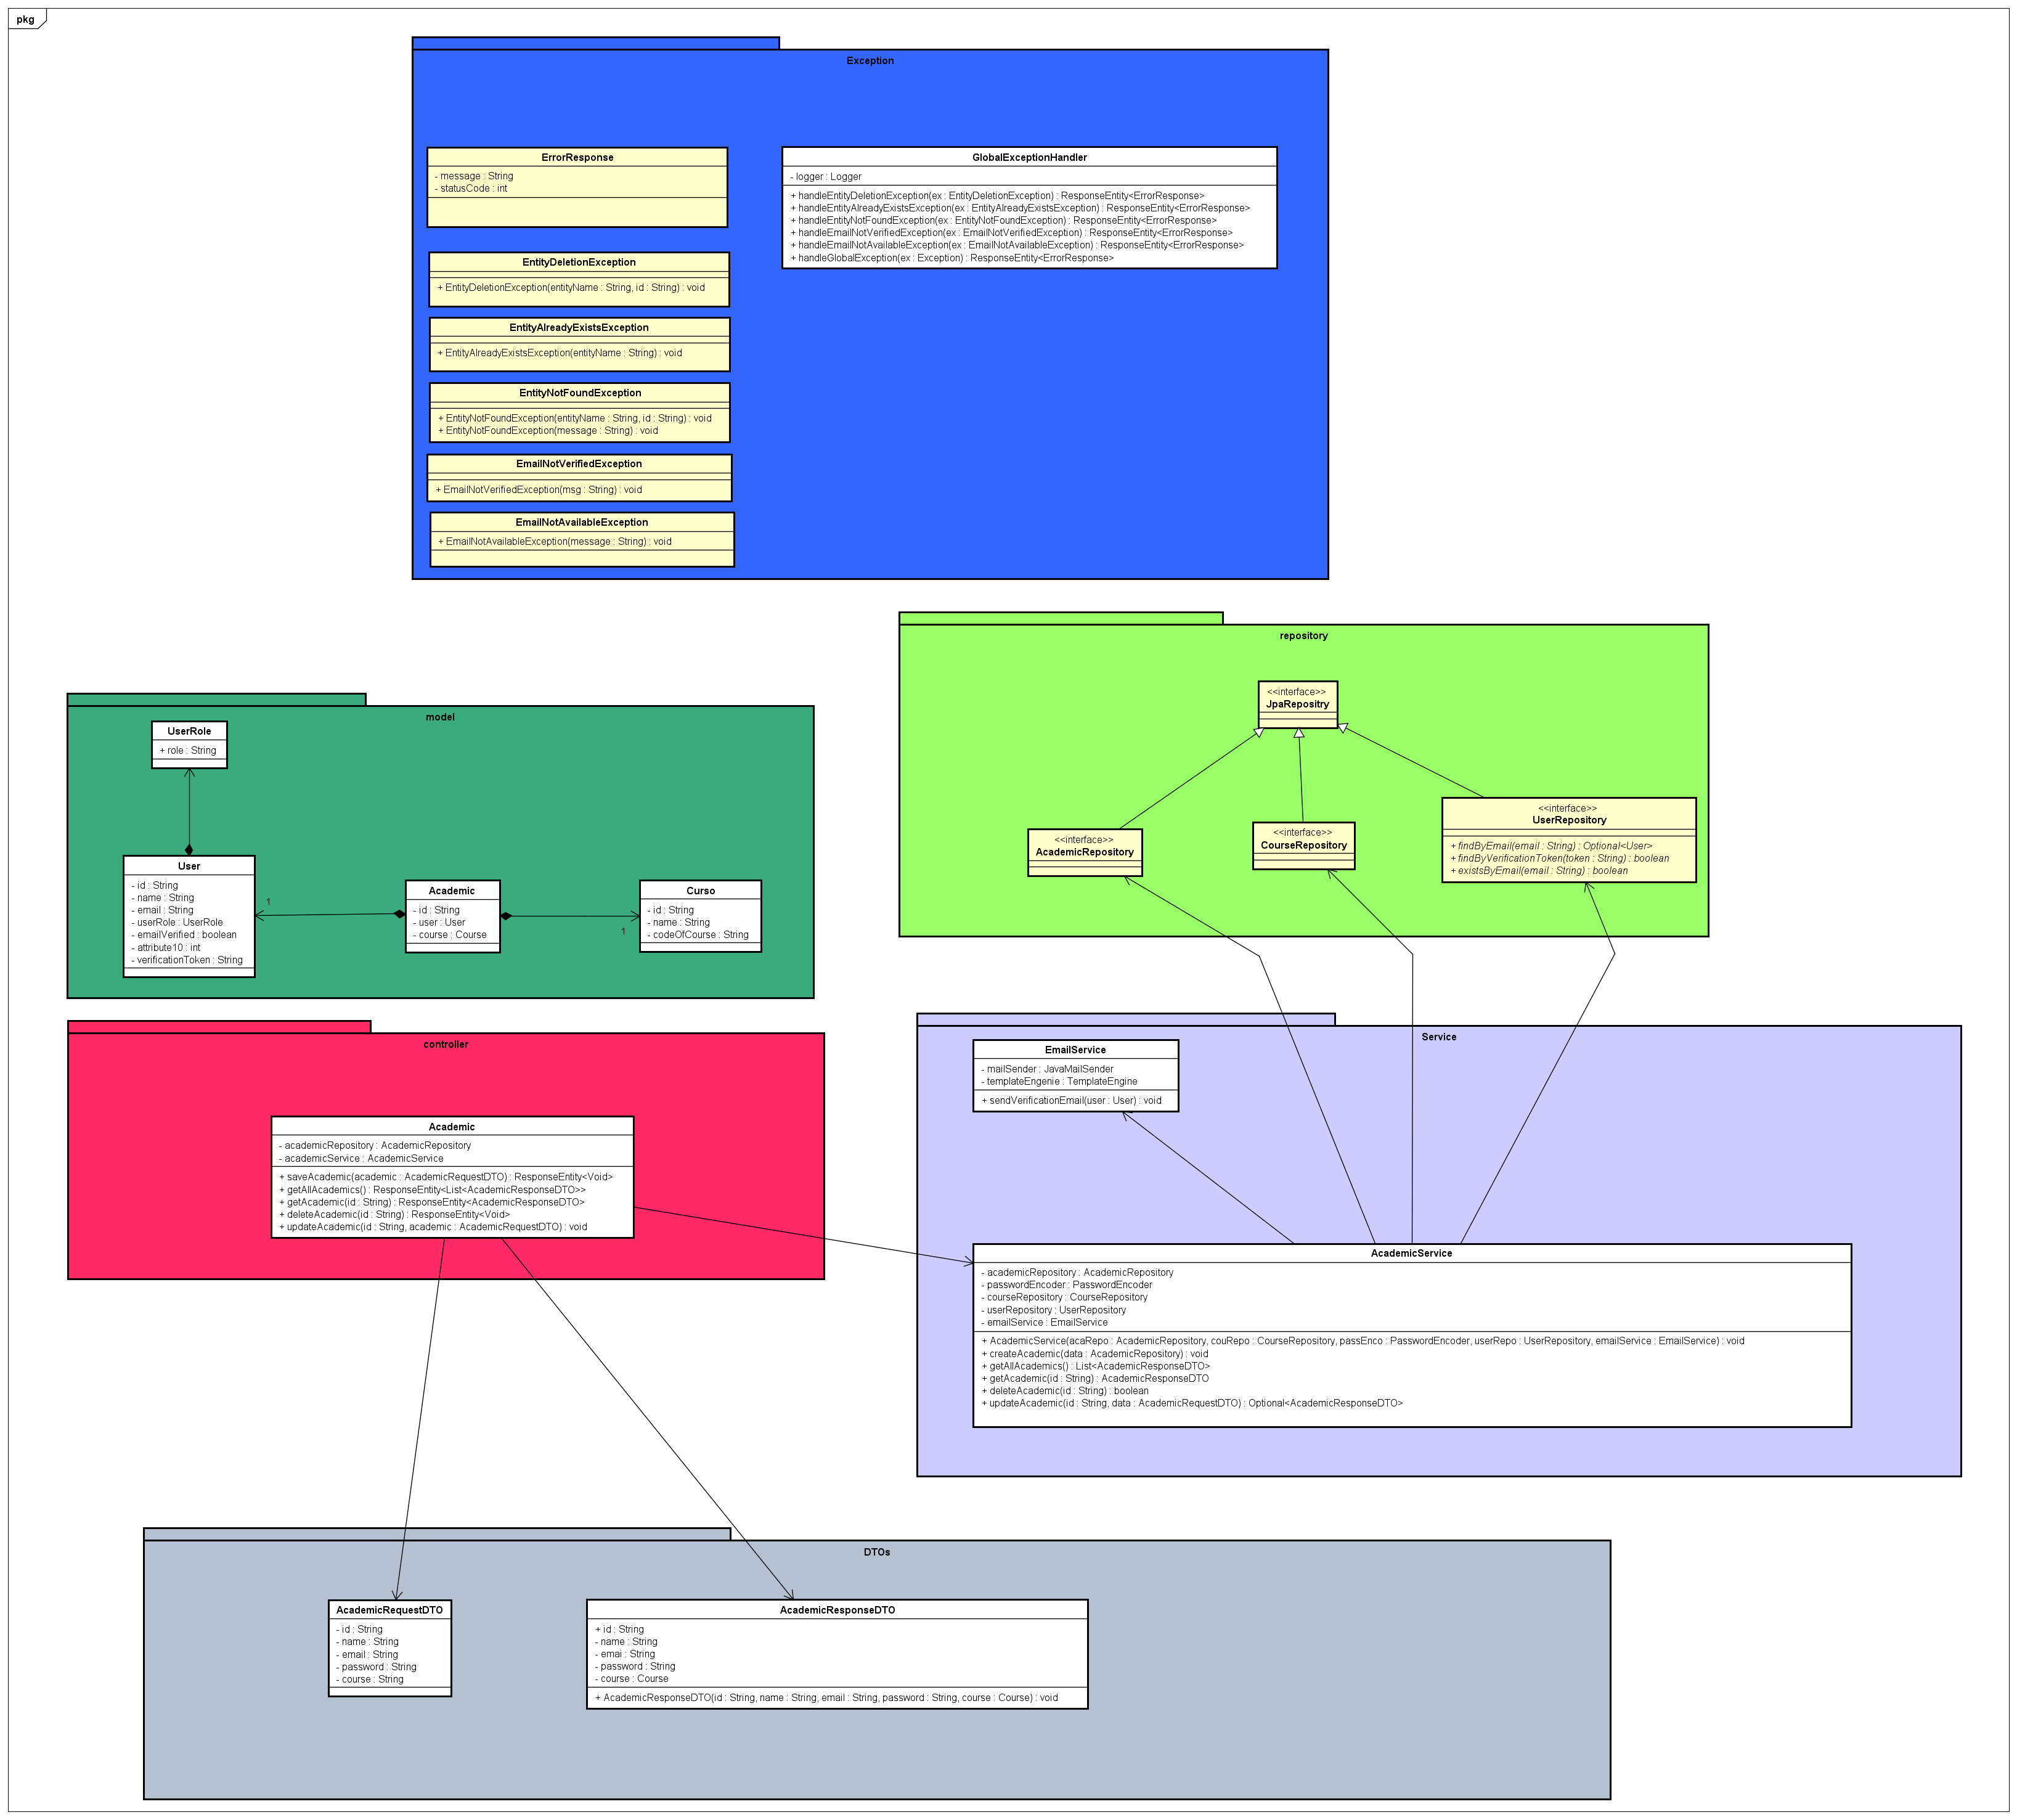 pkg
Exception
ErrorResponse
- message : String
- statusCode : int
GlobalExceptionHandler
- logger : Logger
+ handleEntityDeletionException(ex : EntityDeletionException) : ResponseEntity<ErrorResponse>
+ handleEntityAlreadyExistsException(ex : EntityAlreadyExistsException) : ResponseEntity<ErrorResponse>
+ handleEntityNotFoundException(ex : EntityNotFoundException) : ResponseEntity<ErrorResponse>
+ handleEmailNotVerifiedException(ex : EmailNotVerifiedException) : ResponseEntity<ErrorResponse>
+ handleEmailNotAvailableException(ex : EmailNotAvailableException) : ResponseEntity<ErrorResponse>
+ handleGlobalException(ex : Exception) : ResponseEntity<ErrorResponse>
EntityDeletionException
+ EntityDeletionException(entityName : String, id : String) : void
EntityAlreadyExistsException
+ EntityAlreadyExistsException(entityName : String) : void
EntityNotFoundException
+ EntityNotFoundException(entityName : String, id : String) : void
+ EntityNotFoundException(message : String) : void
EmailNotVerifiedException
+ EmailNotVerifiedException(msg : String) : void
EmailNotAvailableException
+ EmailNotAvailableException(message : String) : void
repository
<<interface>>
JpaRepositry
<<interface>>
AcademicRepository
<<interface>>
CourseRepository
<<interface>>
UserRepository
+ findByEmail(email : String) : Optional<User>
+ findByVerificationToken(token : String) : boolean
+ existsByEmail(email : String) : boolean
model
UserRole
+ role : String
User
- id : String
- name : String
- email : String
- userRole : UserRole
- emailVerified : boolean
- attribute10 : int
- verificationToken : String
1
Academic
- id : String
- user : User
- course : Course
1
Curso
- id : String
- name : String
- codeOfCourse : String
controller
Academic
- academicRepository : AcademicRepository
- academicService : AcademicService
+ saveAcademic(academic : AcademicRequestDTO) : ResponseEntity<Void>
+ getAllAcademics() : ResponseEntity<List<AcademicResponseDTO>>
+ getAcademic(id : String) : ResponseEntity<AcademicResponseDTO>
+ deleteAcademic(id : String) : ResponseEntity<Void>
+ updateAcademic(id : String, academic : AcademicRequestDTO) : void
Service
EmailService
- mailSender : JavaMailSender
- templateEngenie : TemplateEngine
+ sendVerificationEmail(user : User) : void
AcademicService
- academicRepository : AcademicRepository
- passwordEncoder : PasswordEncoder
- courseRepository : CourseRepository
- userRepository : UserRepository
- emailService : EmailService
+ AcademicService(acaRepo : AcademicRepository, couRepo : CourseRepository, passEnco : PasswordEncoder, userRepo : UserRepository, emailService : EmailService) : void
+ createAcademic(data : AcademicRepository) : void
+ getAllAcademics() : List<AcademicResponseDTO>
+ getAcademic(id : String) : AcademicResponseDTO
+ deleteAcademic(id : String) : boolean
+ updateAcademic(id : String, data : AcademicRequestDTO) : Optional<AcademicResponseDTO>
DTOs
AcademicRequestDTO
- id : String
- name : String
- email : String
- password : String
- course : String
AcademicResponseDTO
+ id : String
- name : String
- emai : String
- password : String
- course : Course
+ AcademicResponseDTO(id : String, name : String, email : String, password : String, course : Course) : void